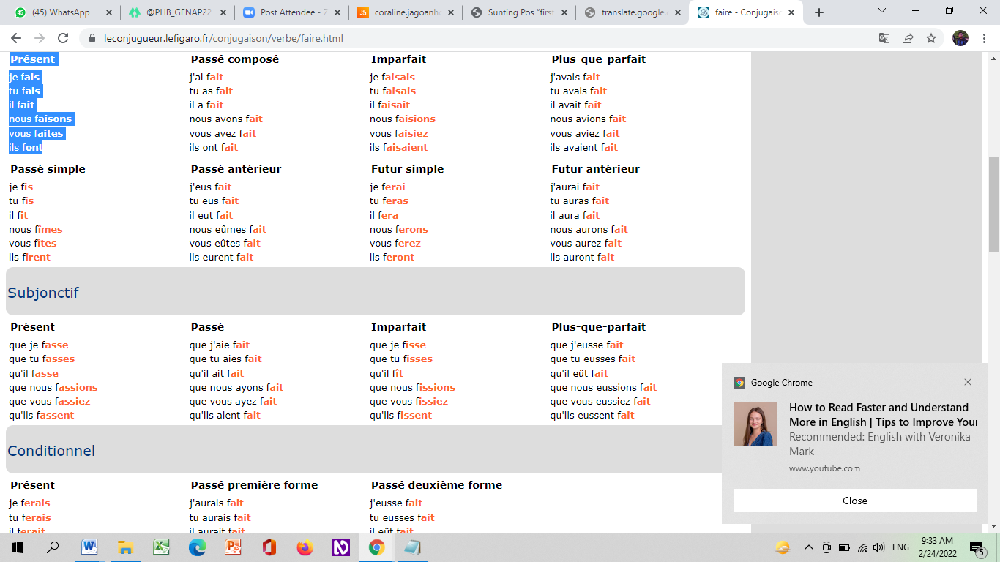 (45) WhatsApp
@PHB_GENAP22
Post Attendee - Z
coraline.jagoanh
Sunting Pos “first
translate.google.
faire - Conjugais
leconjugueur.lefigaro.fr/conjugaison/verbe/faire.html
Présent Passé composé Imparfait Plus-que-parfait
je fais j'ai fait je faisais j'avais fait
tu fais tu as fait tu faisais tu avais fait
il fait il a fait il faisait il avait fait
nous faisons nous avons fait nous faisions nous avions fait
vous faites vous avez fait vous faisiez vous aviez fait
ils font ils ont fait ils faisaient ils avaient fait
Passé simple Passé antérieur Futur simple Futur antérieur
je fis j'eus fait je ferai j'aurai fait
tu fis tu eus fait tu feras tu auras fait
il fit il eut fait il fera il aura fait
nous fîmes nous eûmes fait nous ferons nous aurons fait
vous fîtes vous eûtes fait vous ferez vous aurez fait
ils firent ils eurent fait ils feront ils auront fait
Subjonctif
Présent Passé Imparfait Plus-que-parfait
que je fasse que j'aie fait que je fisse que j'eusse fait
que tu fasses que tu aies fait que tu fisses que tu eusses fait
qu'il fasse qu'il ait fait qu'il fît qu'il eût fait
que nous fassions que nous ayons fait que nous fissions que nous eussions fait
que vous fassiez que vous ayez fait que vous fissiez que vous eussiez fait
qu'ils fassent qu'ils aient fait qu'ils fissent qu'ils eussent fait
Conditionnel
Présent Passé première forme Passé deuxième forme
je ferais j'aurais fait j'eusse fait
tu ferais tu aurais fait tu eusses fait
il ferait il aurait fait il eût fait
Google Chrome
How to Read Faster and Understand
More in English | Tips to Improve Your
Recommended: English with Veronika
Mark
www.youtube.com
Close
ENG
9:33 AM
2/24/2022
5